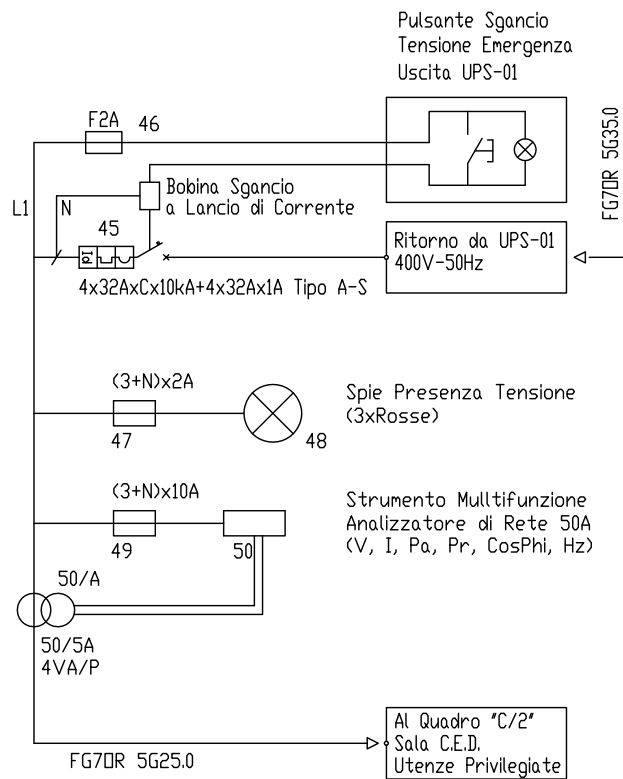 Pulsante Sgancio
Tensione Emergenza
Uscita UPS-01
F2A
46
FG7OR 5G35.0
L1
N
Bobina Sgancio
a Lancio di Corrente
45
Id
Ritorno da UPS-01
400V-50Hz
4x32AxCx10kA+4x32Ax1A Tipo A-S
(3+N)x2A
47
48
Spie Presenza Tensione
(3xRosse)
(3+N)x10A
49
50
Strumento Mulltifunzione
Analizzatore di Rete 50A
(V, I, Pa, Pr, CosPhi, Hz)
50/A
50/5A
4VA/P
FG7OR 5G25.0
Al Quadro "C/2"
Sala C.E.D.
Utenze Privilegiate